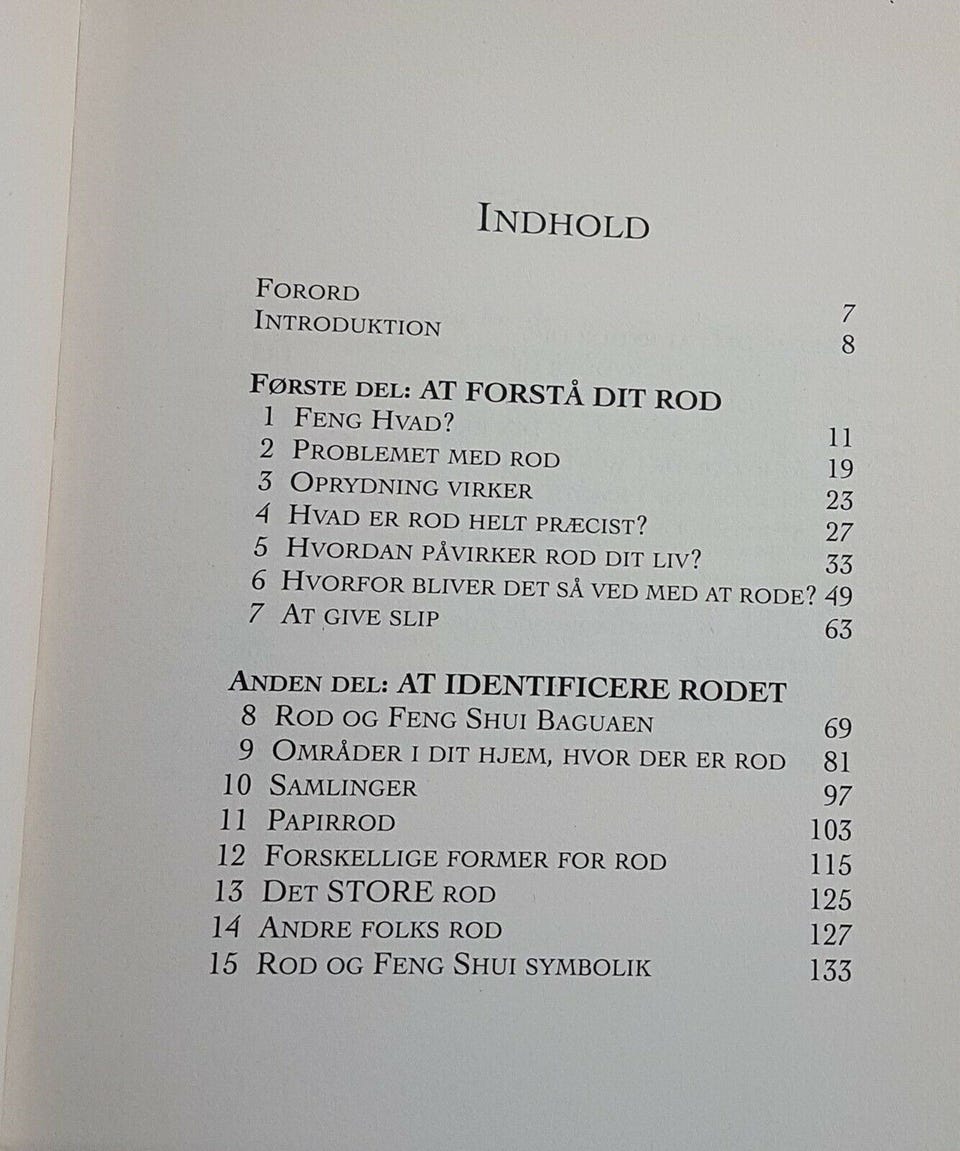 INDHOLD
FORORD 7
INTRODUKTION 8
FØRSTE DEL: AT FORSTÅ DIT ROD
1 FENG HVAD? 11
2 PROBLEMET MED ROD 19
3 OPRYDNING VIRKER 23
4 HVAD ER ROD HELT PRÆCIST? 27
5 HVORDAN PÅVIRKER ROD DIT LIV? 33
6 HVORFOR BLIVER DET SÅ VED MED AT RODE? 49
7 AT GIVE SLIP 63
ANDEN DEL: AT IDENTIFICERE RODET
8 ROD OG FENG SHUI BAGUAEN 69
9 OMRÅDER I DIT HJEM, HVOR DER ER ROD 81
10 SAMLINGER 97
11 PAPIRROD 103
12 FORSKELLIGE FORMER FOR ROD 115
13 DET STORE ROD 125
14 ANDRE FOLKS ROD 127
15 ROD OG FENG SHUI SYMBOLIK 133